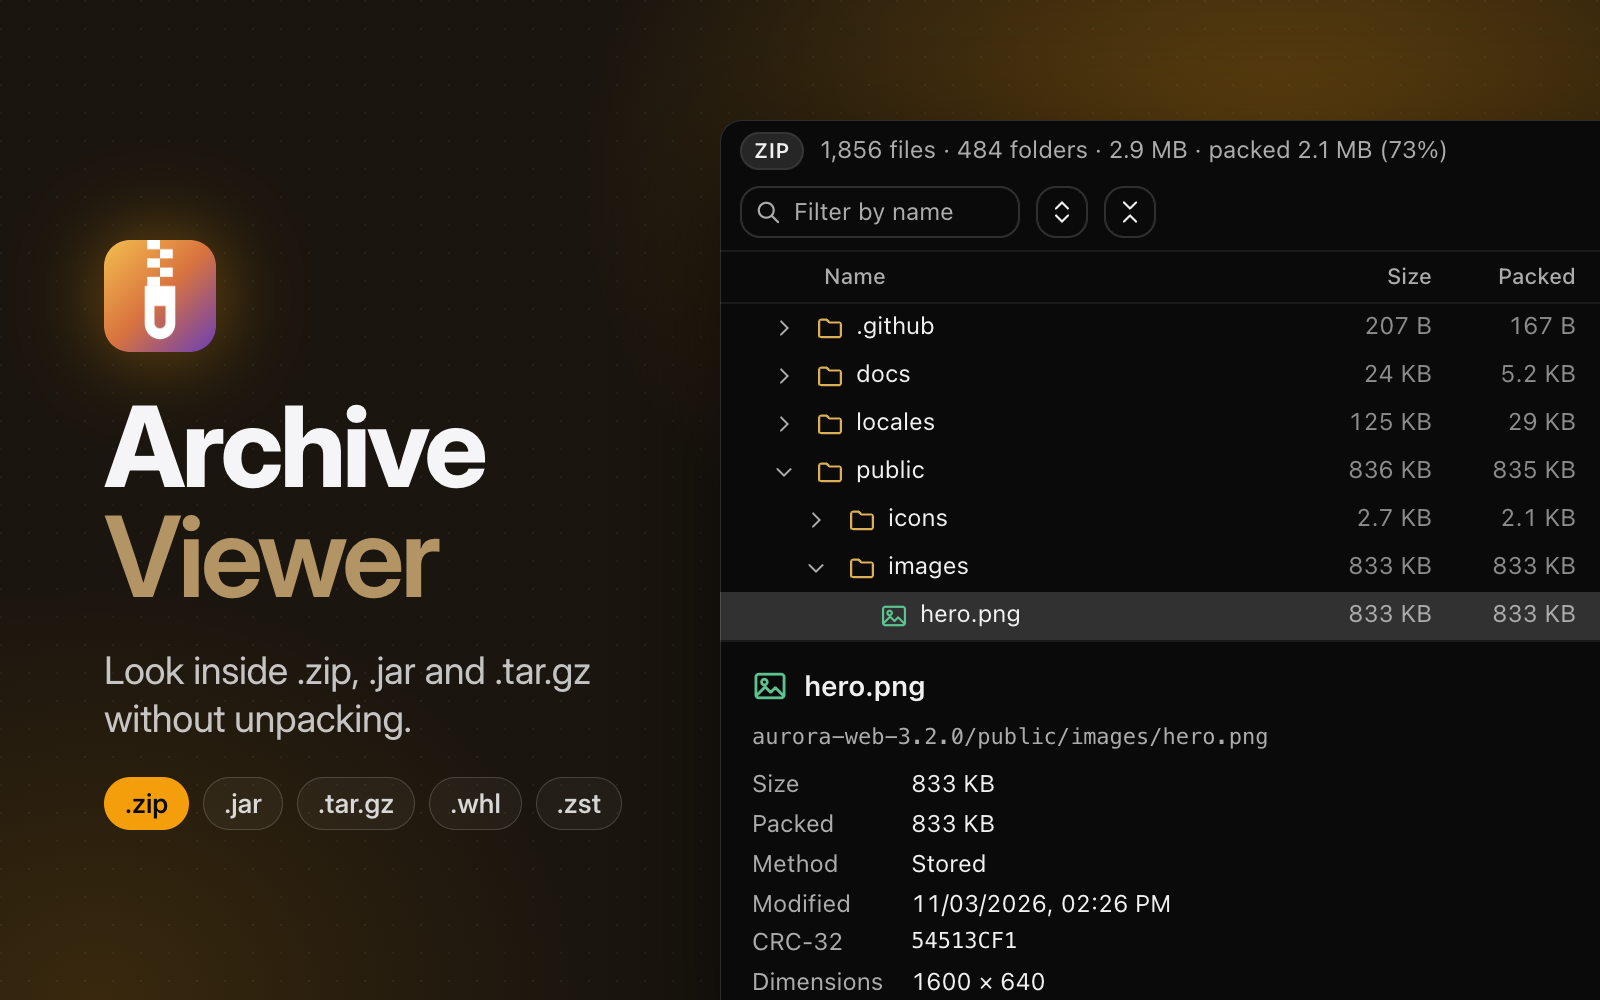 Archive
Viewer
Look inside .zip, .jar and .tar.gz
without unpacking.
.zip .jar .tar.gz .whl .zst
ZIP 1,856 files · 484 folders · 2.9 MB · packed 2.1 MB (73%)
Filter by name
Name Size Packed
.github 207 B 167 B
docs 24 KB 5.2 KB
locales 125 KB 29 KB
public 836 KB 835 KB
icons 2.7 KB 2.1 KB
images 833 KB 833 KB
hero.png 833 KB 833 KB
hero.png
aurora-web-3.2.0/public/images/hero.png
Size 833 KB
Packed 833 KB
Method Stored
Modified 11/03/2026, 02:26 PM
CRC-32 54513CF1
Dimensions 1600 × 640